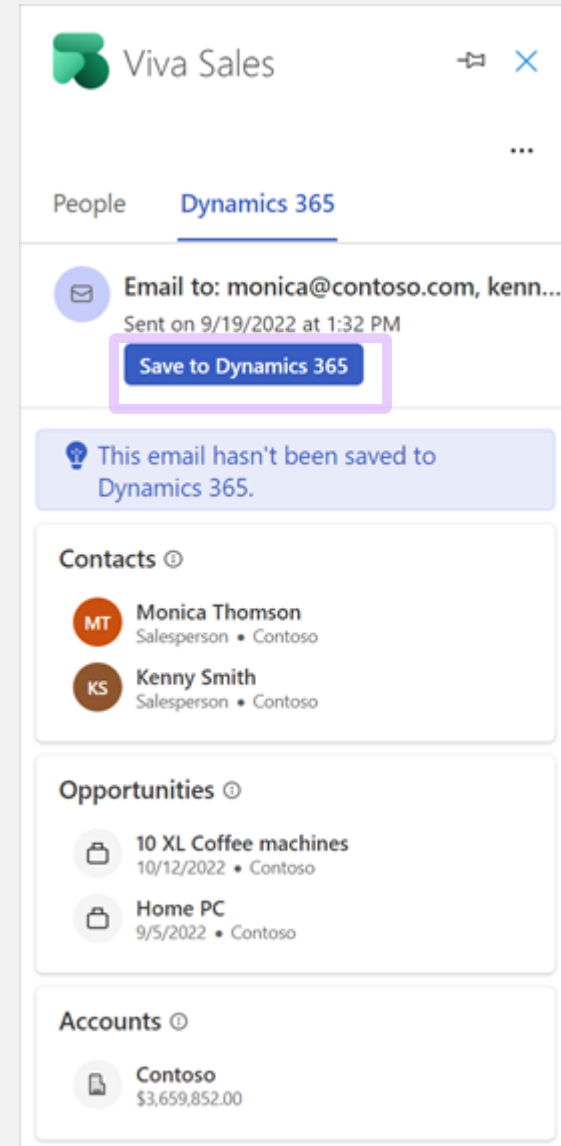 Viva Sales
...
People Dynamics 365
Email to: monica@contoso.com, kenn...
Sent on 9/19/2022 at 1:32 PM
Save to Dynamics 365
This email hasn't been saved to
Dynamics 365.
Contacts
MT Monica Thomson
Salesperson • Contoso
KS Kenny Smith
Salesperson • Contoso
Opportunities
10 XL Coffee machines
10/12/2022 • Contoso
Home PC
9/5/2022 • Contoso
Accounts
Contoso
$3,659,852.00